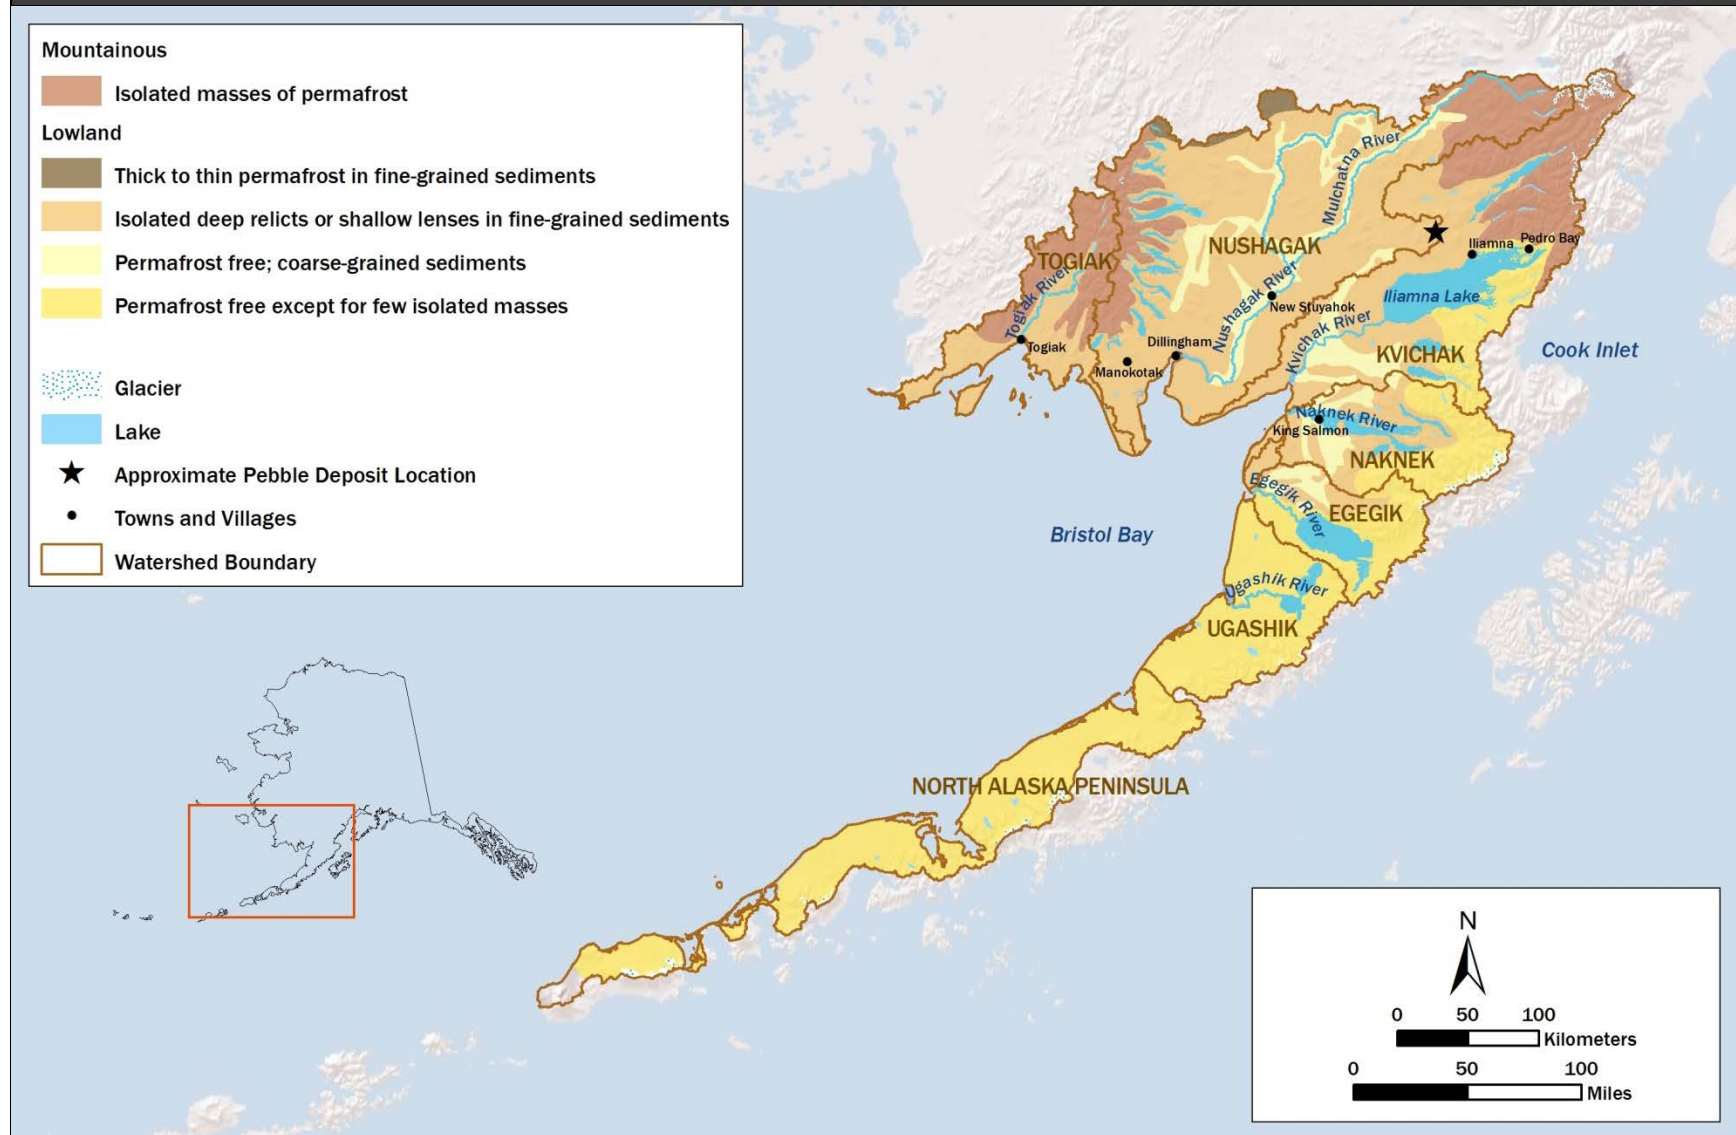 Mountainous
Isolated masses of permafrost
Lowland
Thick to thin permafrost in fine-grained sediments
Isolated deep relicts or shallow lenses in fine-grained sediments
Permafrost free; coarse-grained sediments
Permafrost free except for few isolated masses
Glacier
Lake
Approximate Pebble Deposit Location
Towns and Villages
Watershed Boundary
Mulchatna River
NUSHAGAK
Iliamna
Pedro Bay
TOGIAK
Togiak River
Nushagak River
New Stuyahok
Iliamna Lake
Kvichak River
Togiak
Dillingham
Manokotak
KVICHAK
Cook Inlet
Naknek River
King Salmon
NAKNEK
Egegik River
EGEGIK
Bristol Bay
Ugashik River
UGASHIK
NORTH ALASKA PENINSULA
N
0 50 100
Kilometers
0 50 100
Miles